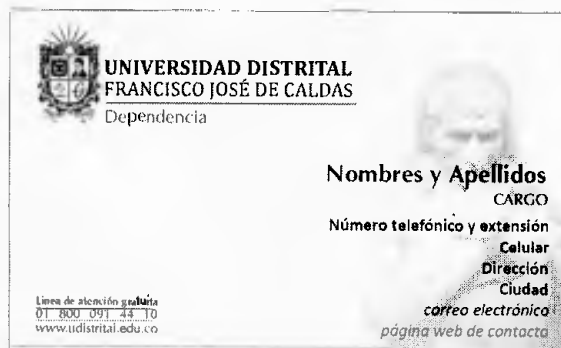 UNIVERSIDAD DISTRITAL
FRANCISCO JOSÉ DE CALDAS
Dependencia
Nombres y Apellidos
CARGO
Número telefónico y extensión
Celular
Dirección
Ciudad
correo electrónico
página web de contacto
Línea de atención gratuita
01 800 091 44 10
www.udistrital.edu.co